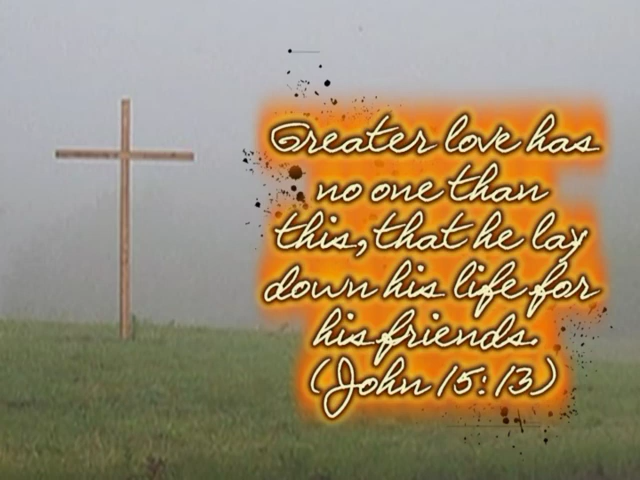 Greater love has
no one than
this, that he lay
down his life for
his friends.
(John 15:13)